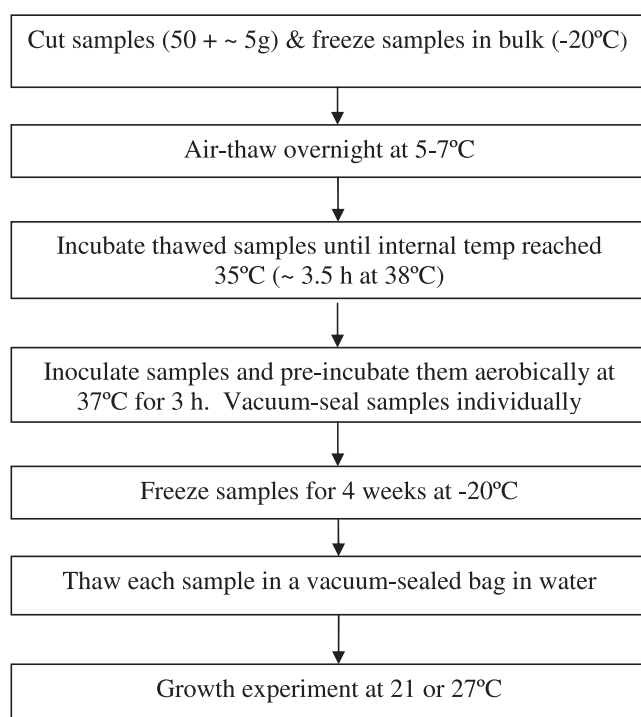 Cut samples (50 + ~ 5g) & freeze samples in bulk (-20ºC)
Air-thaw overnight at 5-7ºC
Incubate thawed samples until internal temp reached
35ºC (~ 3.5 h at 38ºC)
Inoculate samples and pre-incubate them aerobically at
37ºC for 3 h.  Vacuum-seal samples individually
Freeze samples for 4 weeks at -20ºC
Thaw each sample in a vacuum-sealed bag in water
Growth experiment at 21 or 27ºC